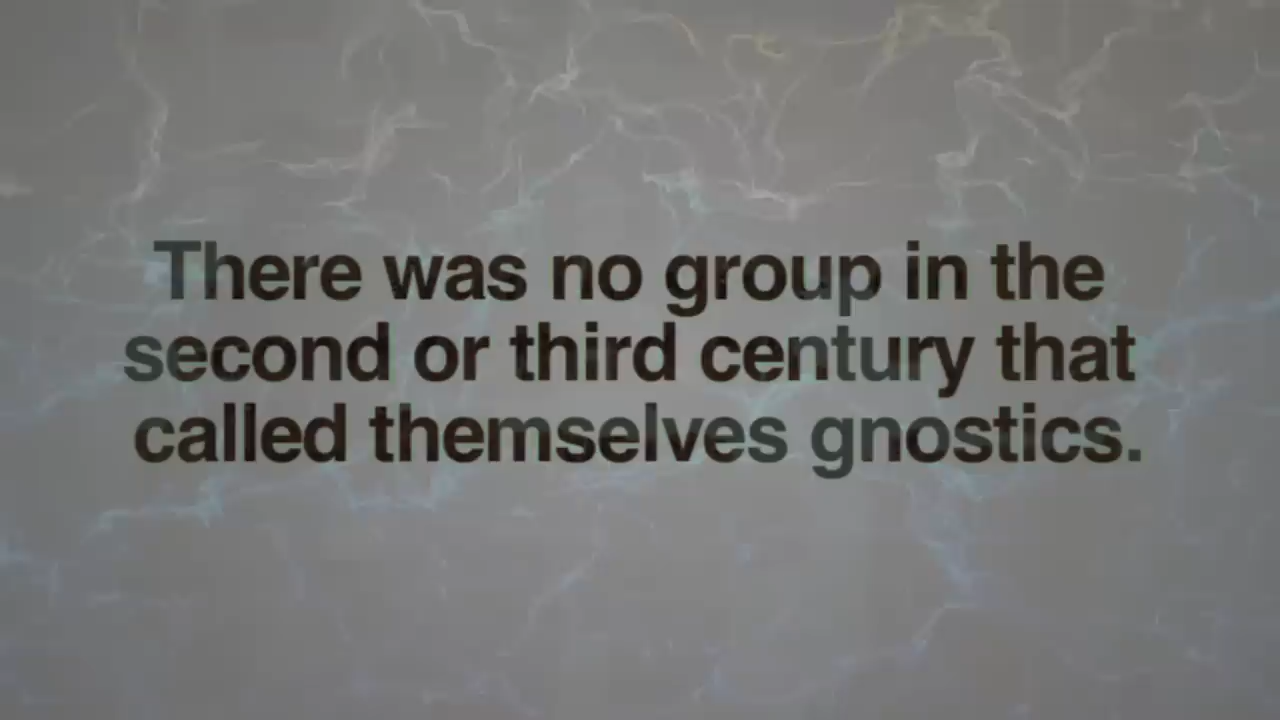 There was no group in the
second or third century that
called themselves gnostics.